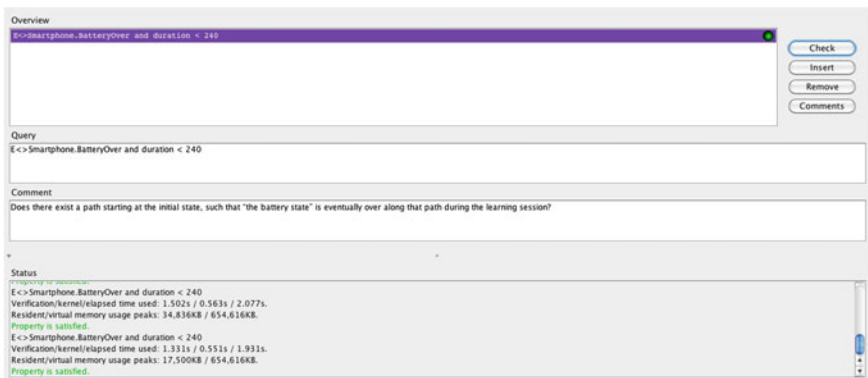 Overview
E<>Smartphone.BatteryOver and duration < 240
Check
Insert
Remove
Comments
Query
E<>Smartphone.BatteryOver and duration < 240
Comment
Does there exist a path starting at the initial state, such that "the battery state" is eventually over along that path during the learning session?
Status
Property is satisfied.
E<>Smartphone.BatteryOver and duration < 240
Verification/kernel/elapsed time used: 1.502s / 0.563s / 2.077s.
Resident/virtual memory usage peaks: 34,836KB / 654,616KB.
Property is satisfied.
E<>Smartphone.BatteryOver and duration < 240
Verification/kernel/elapsed time used: 1.331s / 0.551s / 1.931s.
Resident/virtual memory usage peaks: 17,500KB / 654,616KB.
Property is satisfied.